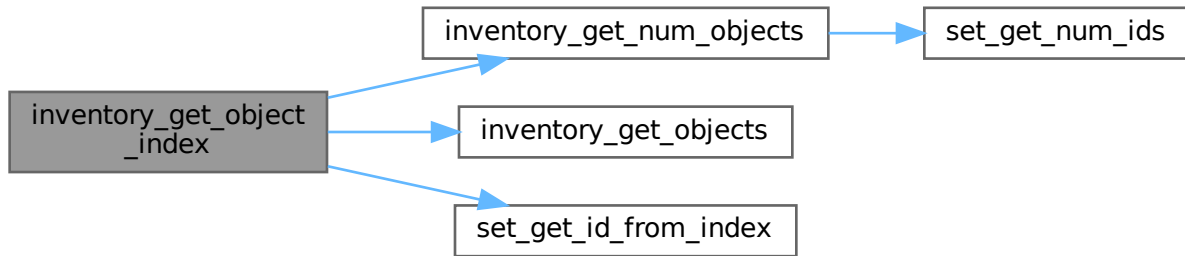 inventory_get_object
_index
inventory_get_num_objects
set_get_num_ids
inventory_get_objects
set_get_id_from_index